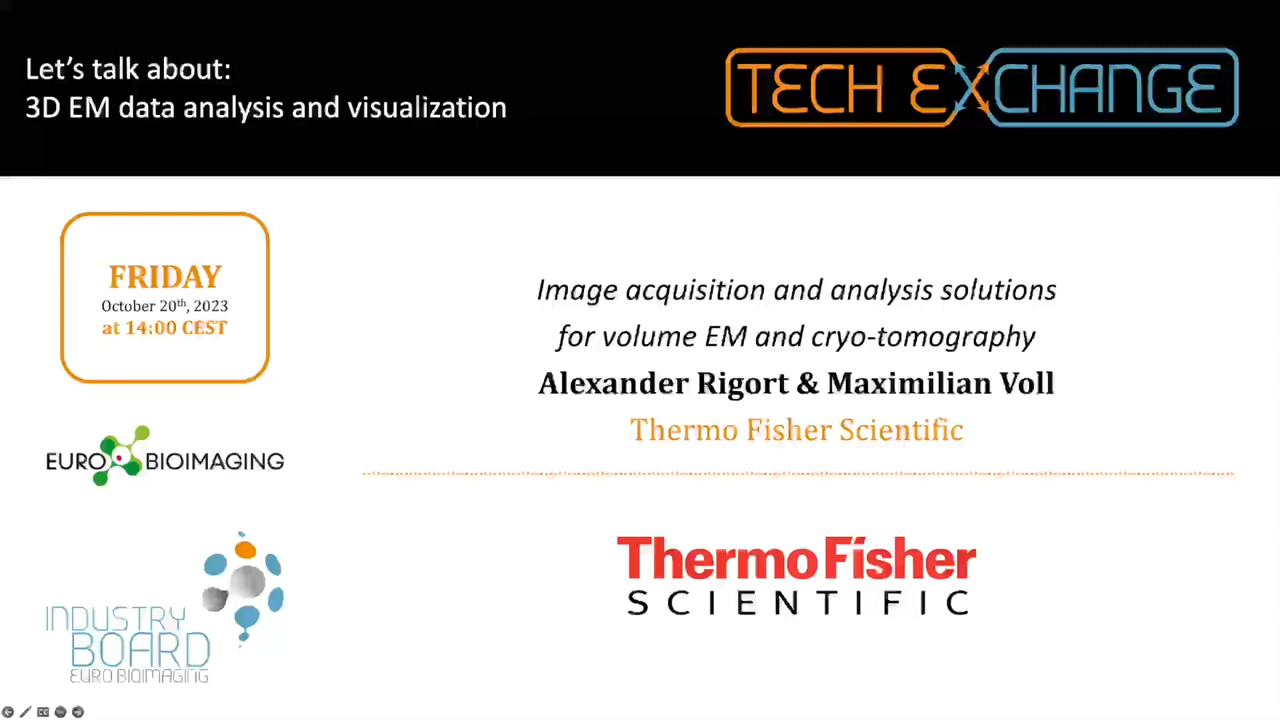 Let's talk about:
3D EM data analysis and visualization
TECH EXCHANGE
FRIDAY
October 20th, 2023
at 14:00 CEST
Image acquisition and analysis solutions
for volume EM and cryo-tomography
Alexander Rigort & Maximilian Voll
Thermo Fisher Scientific
EURO BIOIMAGING
ThermoFisher
SCIENTIFIC
INDUSTRY
BOARD
EURO BIOIMAGING